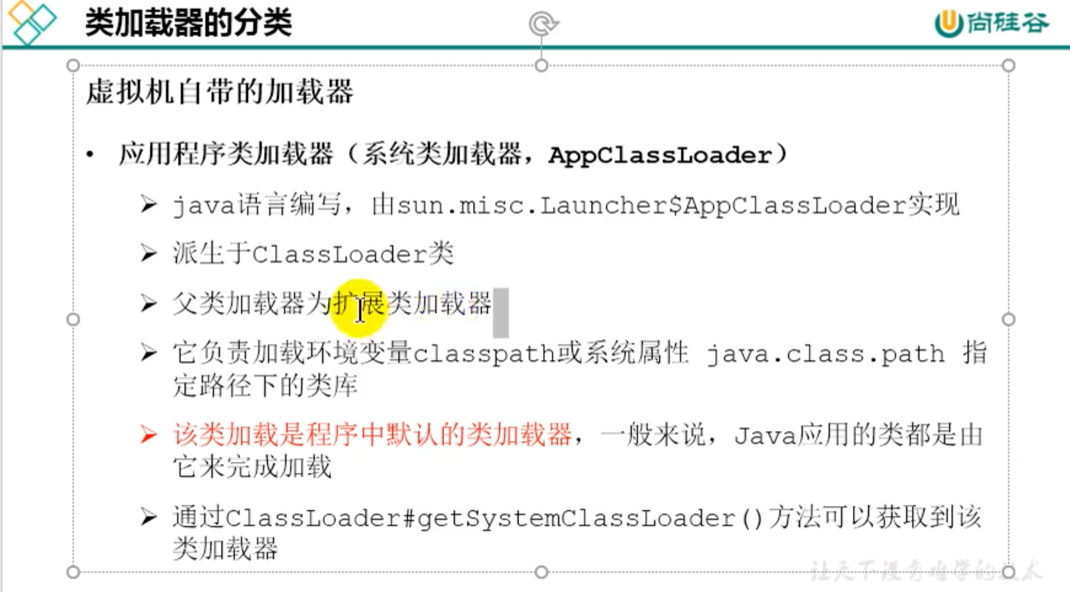 类加载器的分类
尚硅谷
虚拟机自带的加载器
• 应用程序类加载器（系统类加载器，AppClassLoader）
➢ java语言编写，由sun.misc.Launcher$AppClassLoader实现
➢ 派生于ClassLoader类
➢ 父类加载器为扩展类加载器
➢ 它负责加载环境变量classpath或系统属性 java.class.path 指
定路径下的类库
➢ 该类加载是程序中默认的类加载器，一般来说，Java应用的类都是由
它来完成加载
➢ 通过ClassLoader#getSystemClassLoader()方法可以获取到该
类加载器
让天下没有难学的技术